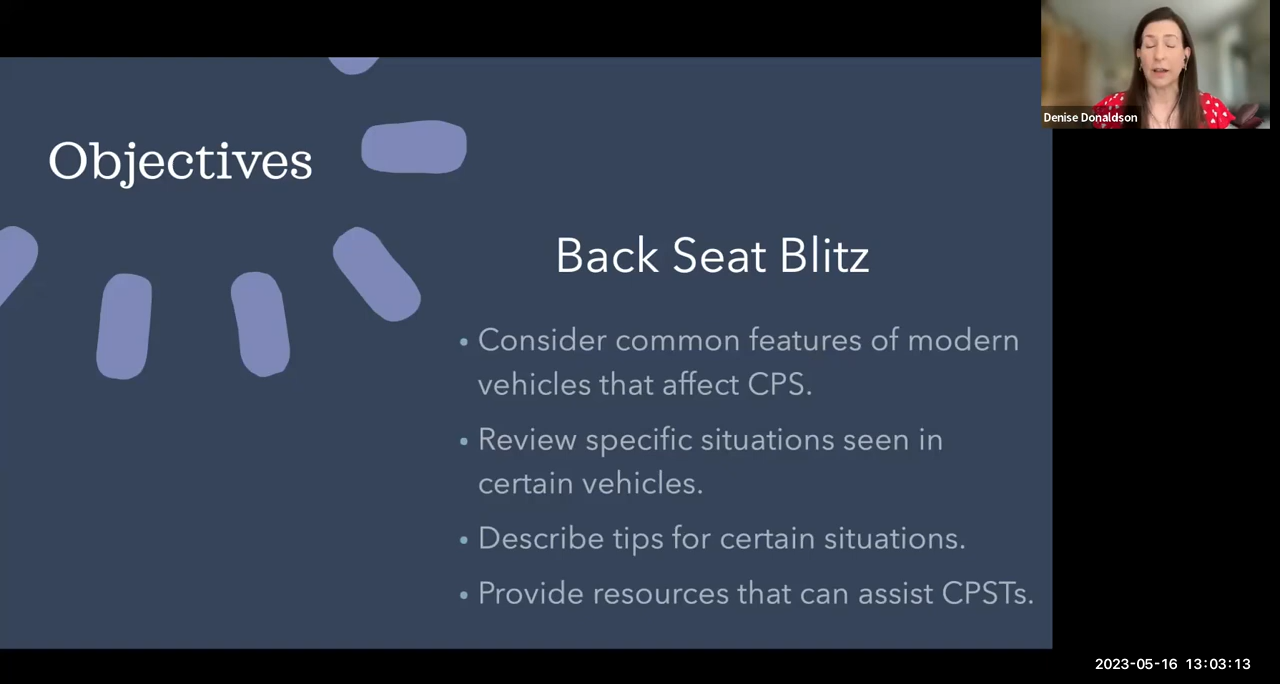 Denise Donaldson
Objectives
Back Seat Blitz
• Consider common features of modern
vehicles that affect CPS.
• Review specific situations seen in
certain vehicles.
• Describe tips for certain situations.
• Provide resources that can assist CPSTs.
2023-05-16 13:03:13